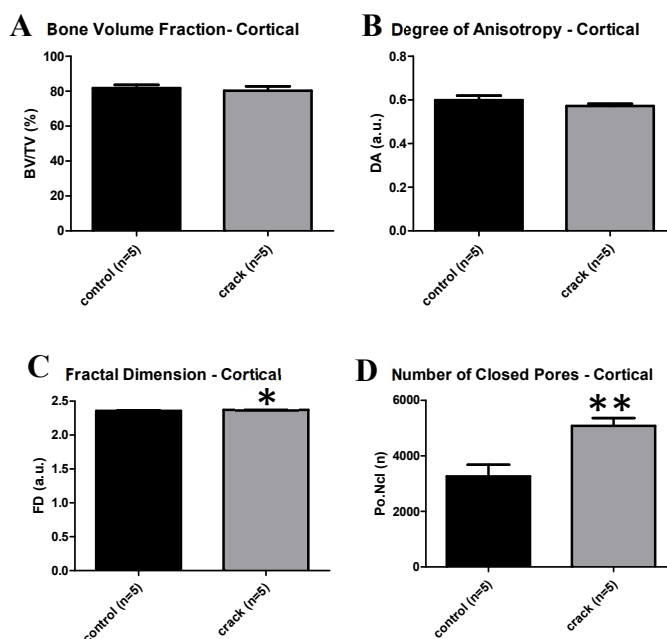 A Bone Volume Fraction- Cortical
100
80
60
40
20
0
BV/TV (%)
control (n=5)
crack (n=5)
B Degree of Anisotropy - Cortical
0.8
0.6
0.4
0.2
0.0
DA (a.u.)
control (n=5)
crack (n=5)
C Fractal Dimension - Cortical
*
2.5
2.0
1.5
1.0
0.5
0.0
FD (a.u.)
control (n=5)
crack (n=5)
D Number of Closed Pores - Cortical
**
6000
4000
2000
0
Po.Ncl (n)
control (n=5)
crack (n=5)